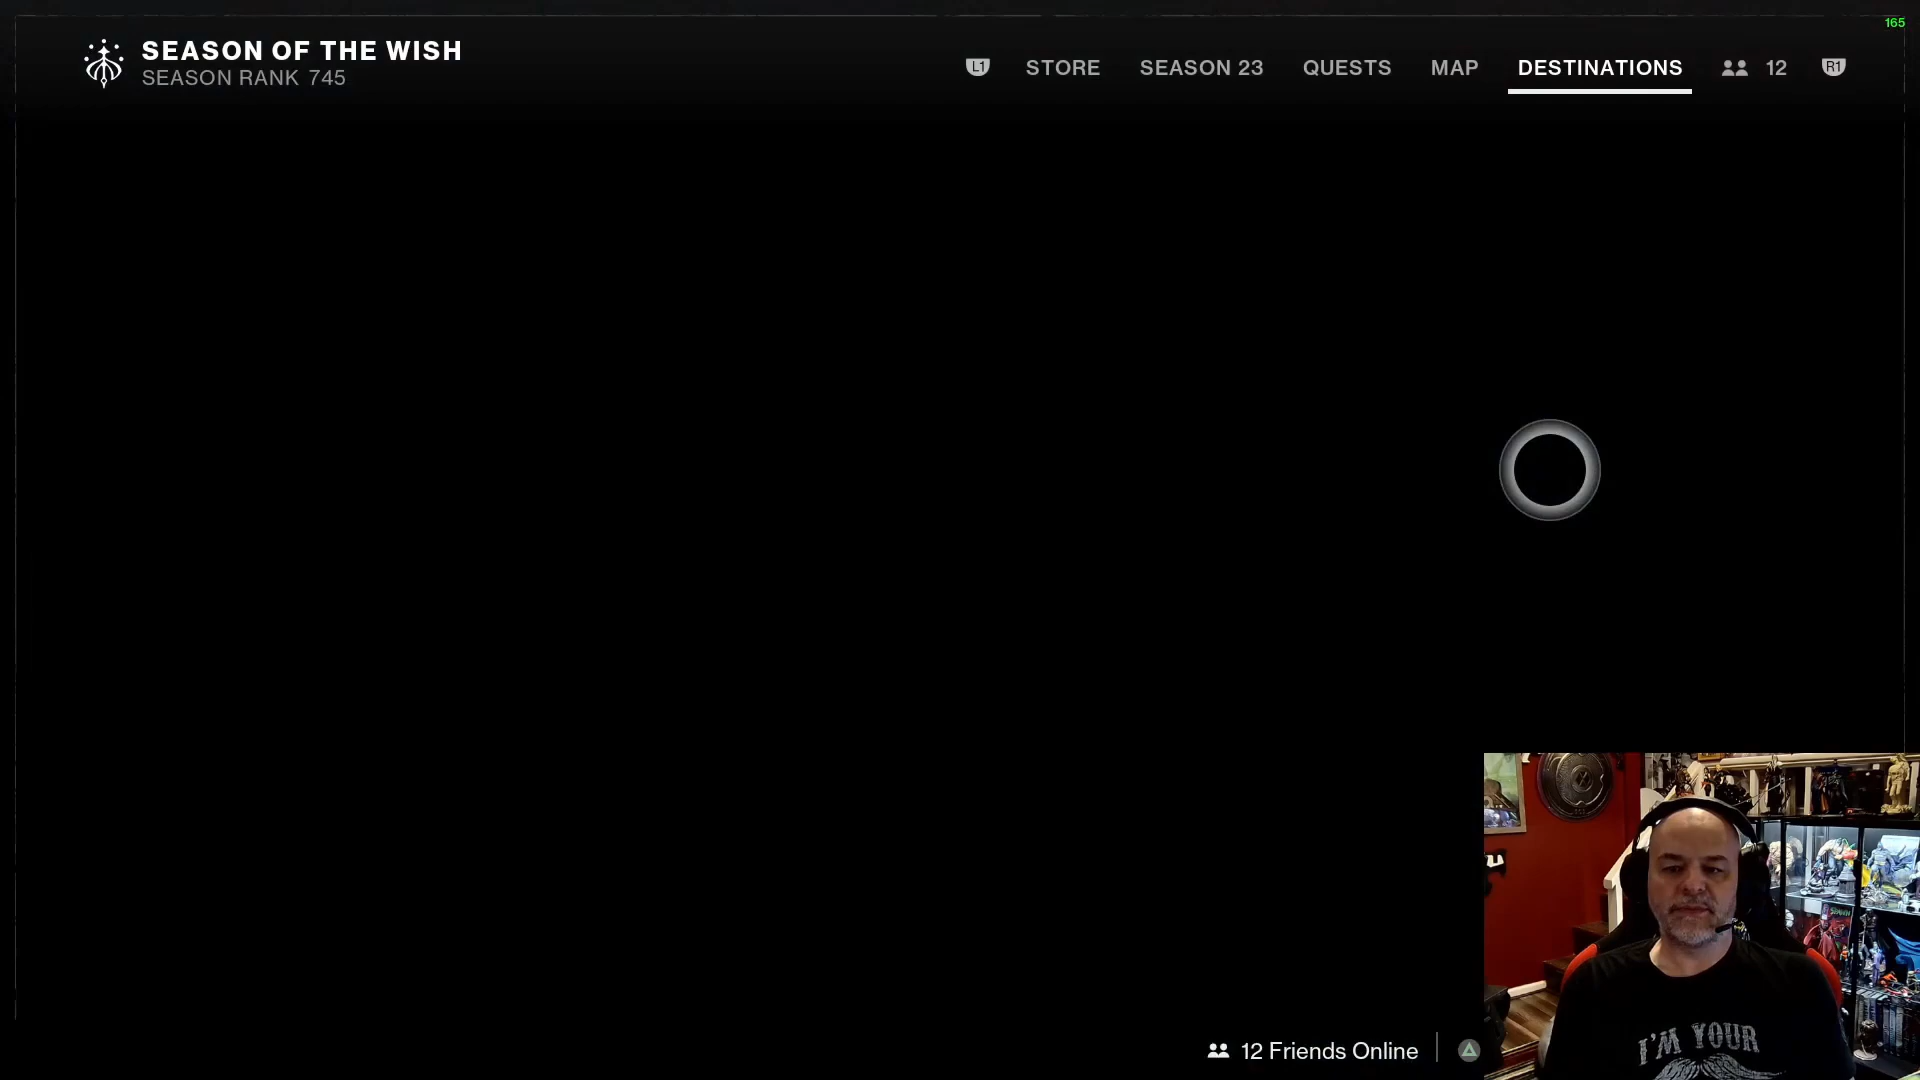 165
SEASON OF THE WISH
SEASON RANK 745
L1 STORE SEASON 23 QUESTS MAP DESTINATIONS 12 R1
12 Friends Online
I'M YOUR